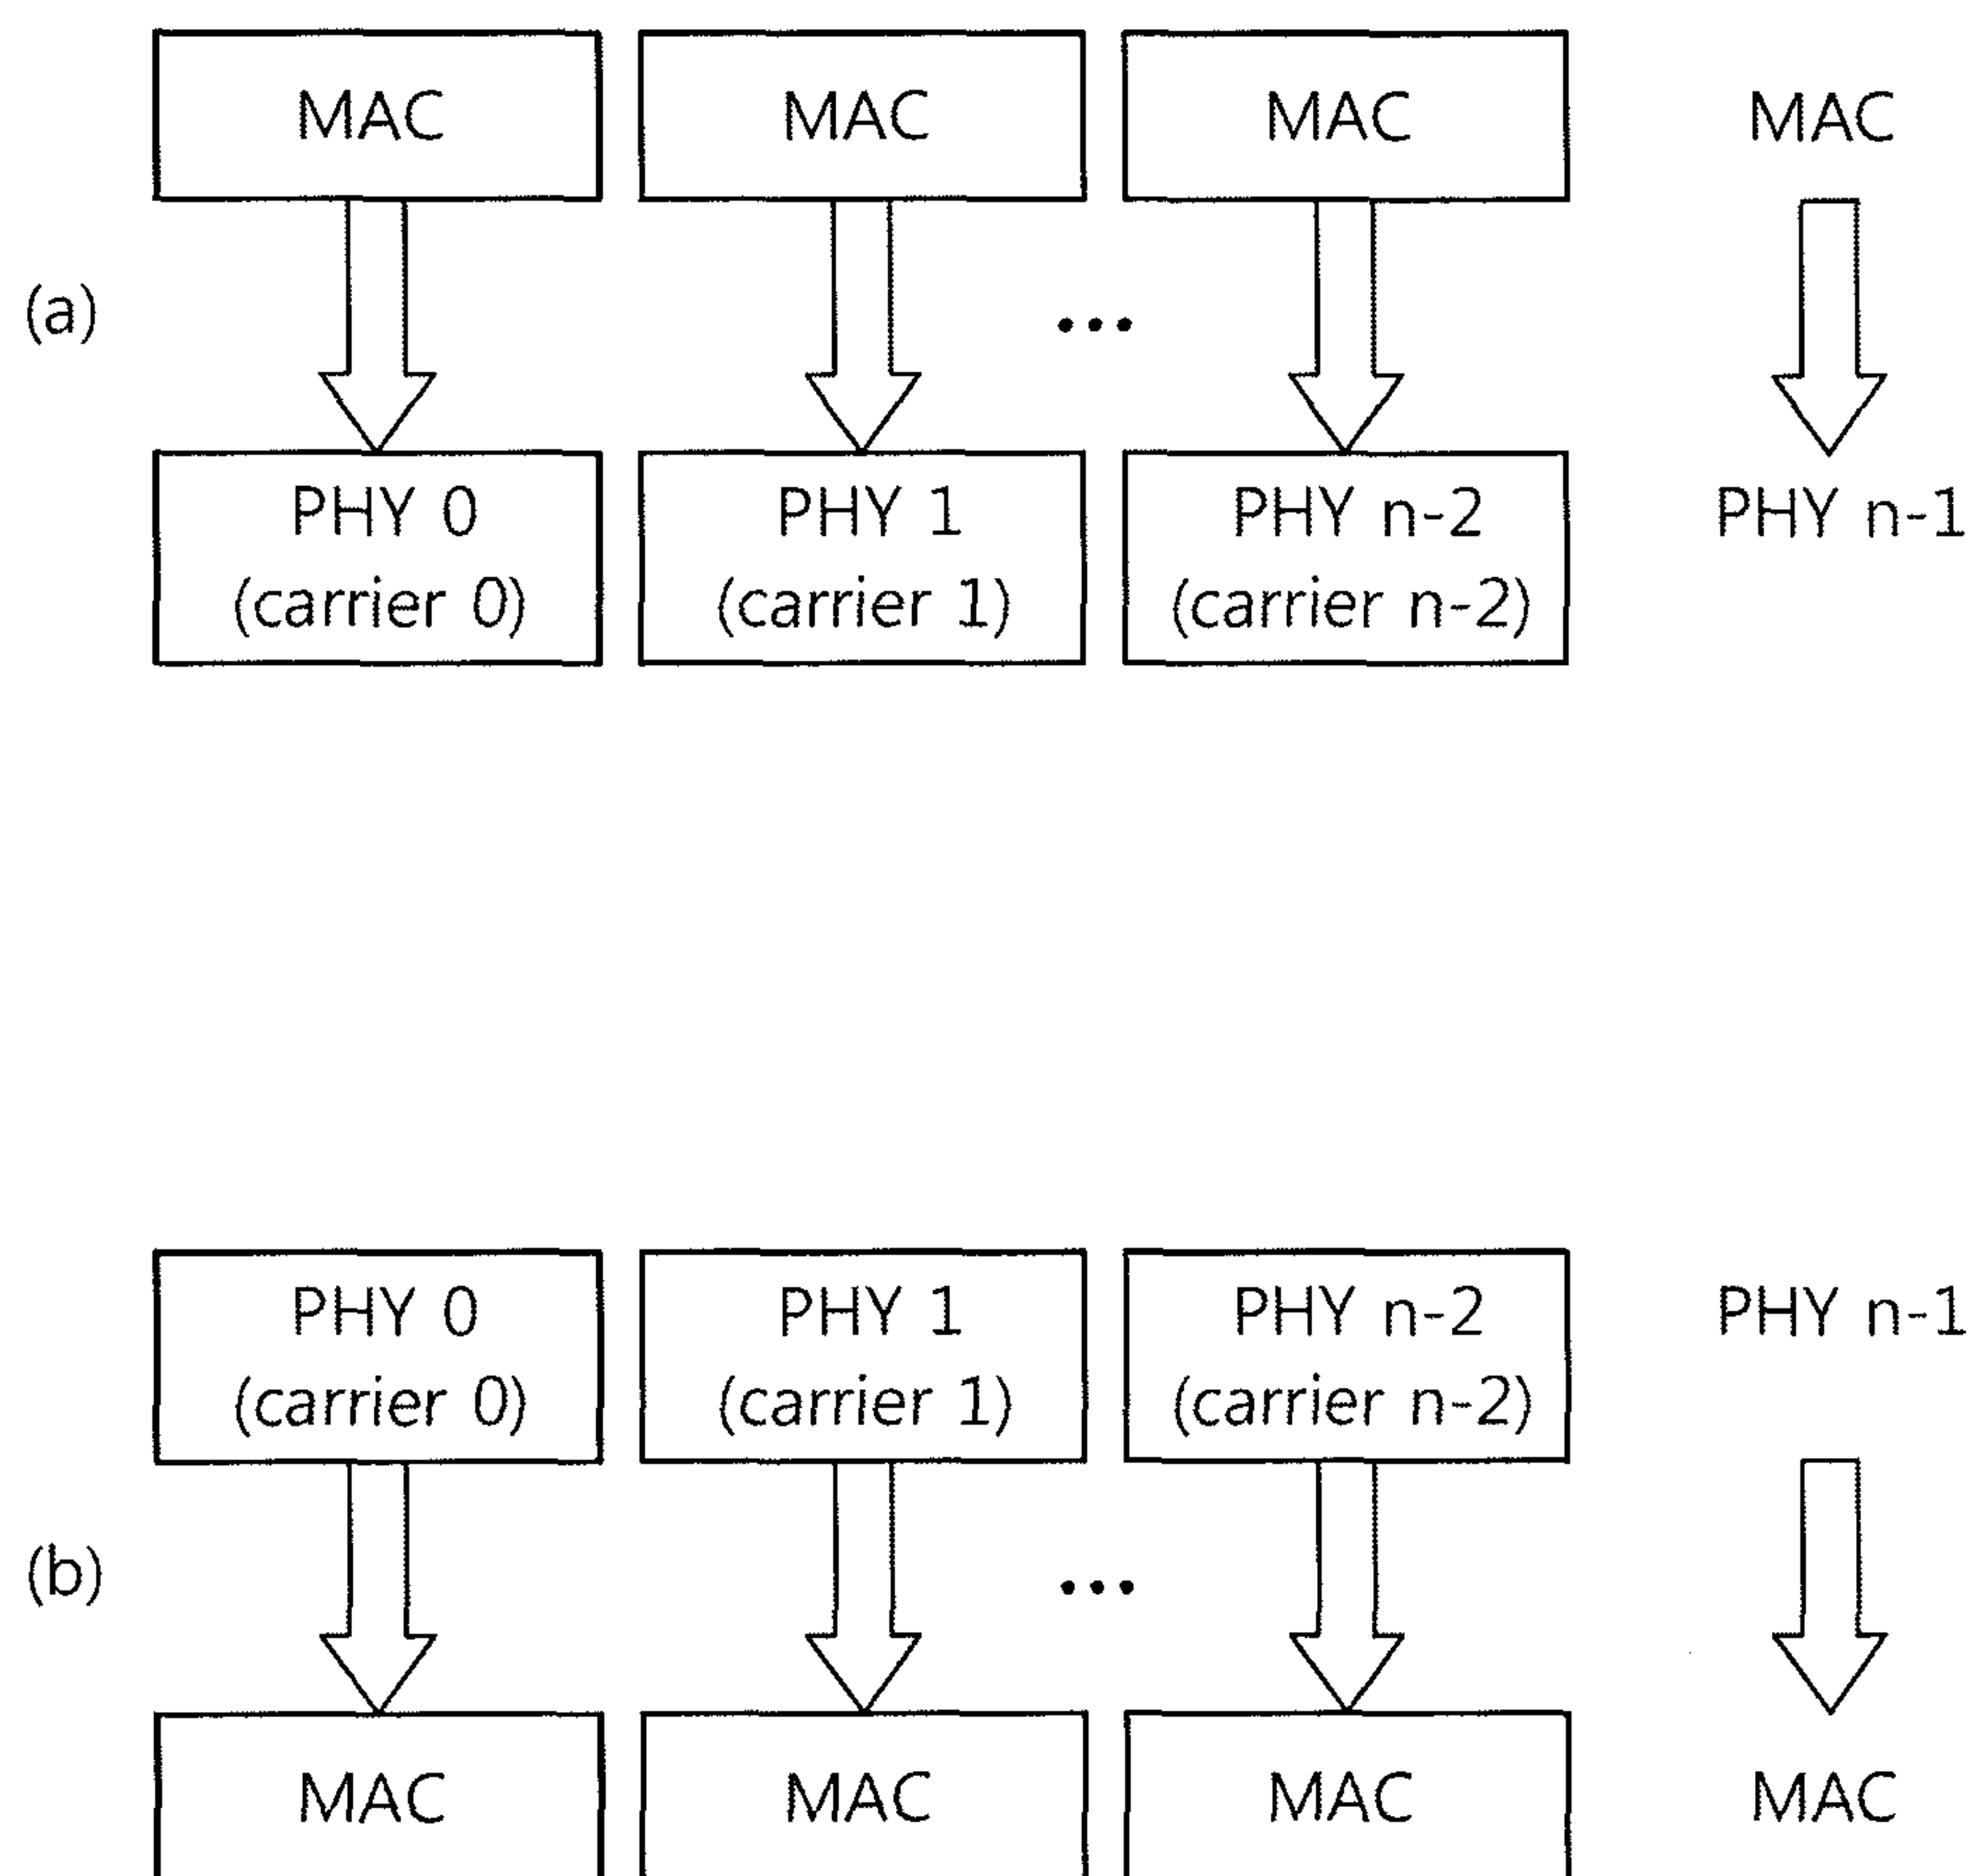 MAC MAC MAC MAC
(a)
...
PHY 0 PHY 1 PHY n-2 PHY n-1
(carrier 0) (carrier 1) (carrier n-2)
PHY 0 PHY 1 PHY n-2 PHY n-1
(carrier 0) (carrier 1) (carrier n-2)
(b)
...
MAC MAC MAC MAC